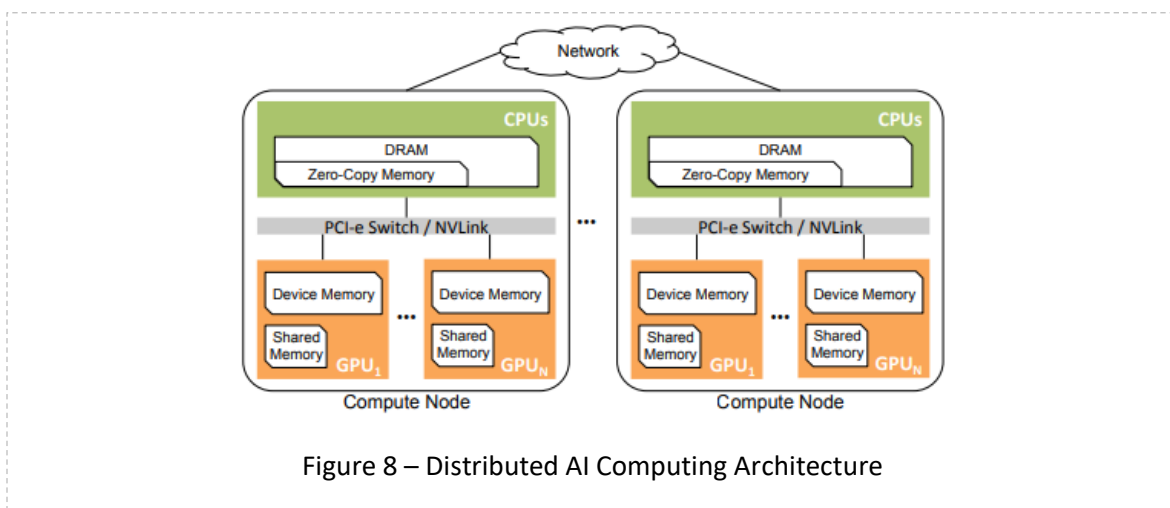 Network
CPUs
DRAM
Zero-Copy Memory
PCI-e Switch / NVLink
Device Memory
Shared
Memory
GPU1
...
Device Memory
Shared
Memory
GPUN
Compute Node
...
CPUs
DRAM
Zero-Copy Memory
PCI-e Switch / NVLink
Device Memory
Shared
Memory
GPU1
...
Device Memory
Shared
Memory
GPUN
Compute Node
Figure 8 – Distributed AI Computing Architecture